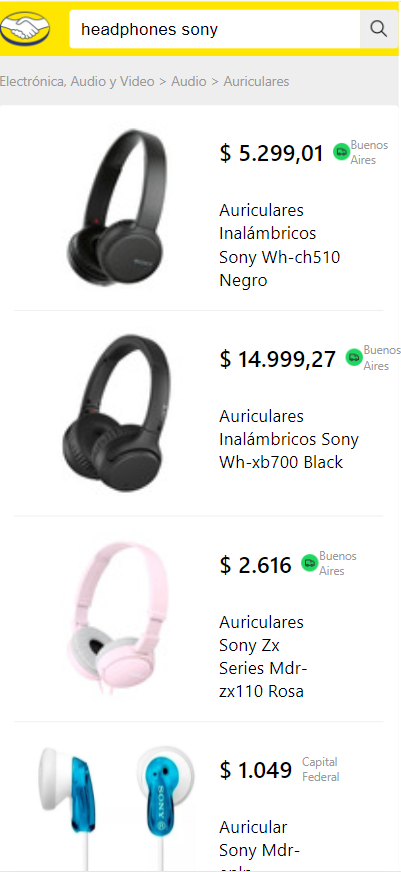 headphones sony
Electrónica, Audio y Video > Audio > Auriculares
$ 5.299,01
Buenos
Aires
Auriculares
Inalámbricos
Sony Wh-ch510
Negro
$ 14.999,27
Buenos
Aires
Auriculares
Inalámbricos Sony
Wh-xb700 Black
$ 2.616
Buenos
Aires
Auriculares
Sony Zx
Series Mdr-
zx110 Rosa
$ 1.049
Capital
Federal
SONY
Auricular
Sony Mdr-